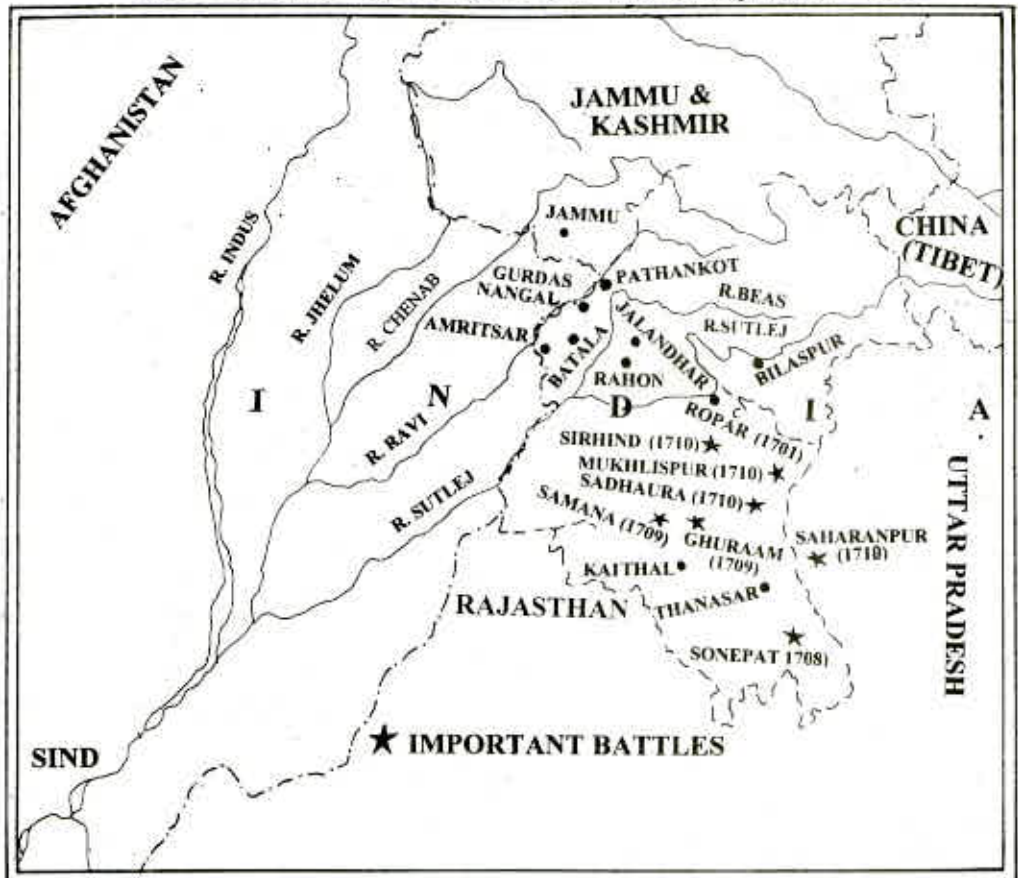 JAMMU &
KASHMIR
AFGHANISTAN
CHINA
(TIBET)
R. INDUS
R. JHELUM
R. CHENAB
JAMMU
GURDAS
NANGAL
PATHANKOT
R.BEAS
AMRITSAR
BATALA
JALANDHAR
R.SUTLEJ
BILASPUR
RAHON
I N D I A
R. RAVI
ROPAR (1701)
SIRHIND (1710)
MUKHLISPUR (1710)
SADHAURA (1710)
R. SUTLEJ
SAMANA (1709)
GHURAAM
(1709)
SAHARANPUR
(1710)
UTTAR PRADESH
KAITHAL
THANASAR
RAJASTHAN
SONEPAT 1708)
SIND
IMPORTANT BATTLES